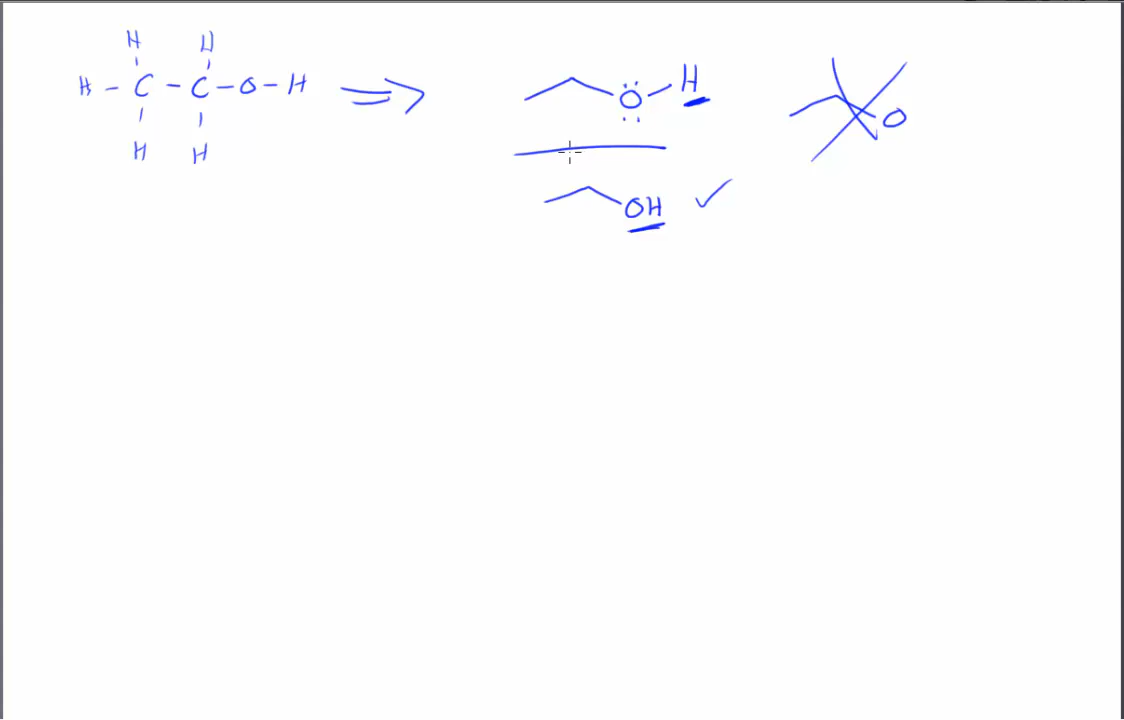 H H
H - C - C - O - H ⇒ O - H O
H H
OH ✓